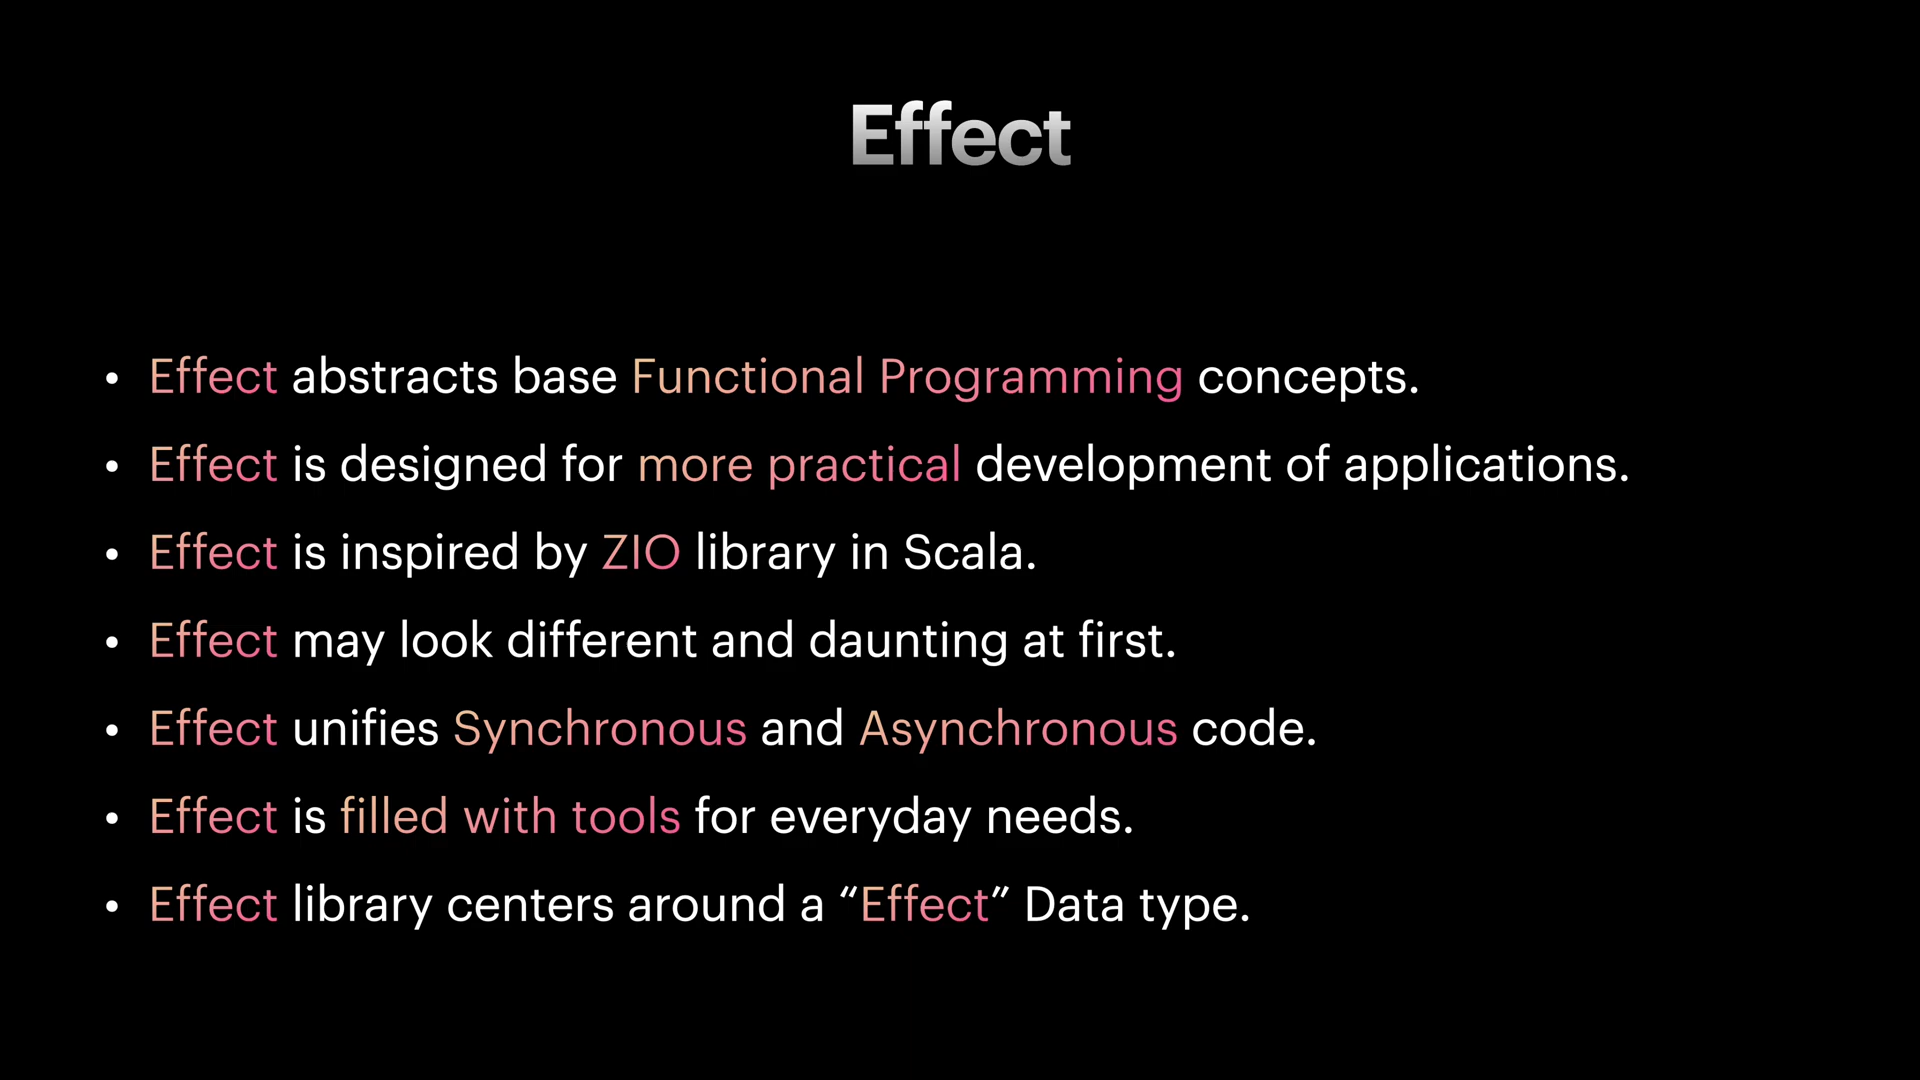 Effect
• Effect abstracts base Functional Programming concepts.
• Effect is designed for more practical development of applications.
• Effect is inspired by ZIO library in Scala.
• Effect may look different and daunting at first.
• Effect unifies Synchronous and Asynchronous code.
• Effect is filled with tools for everyday needs.
• Effect library centers around a “Effect” Data type.